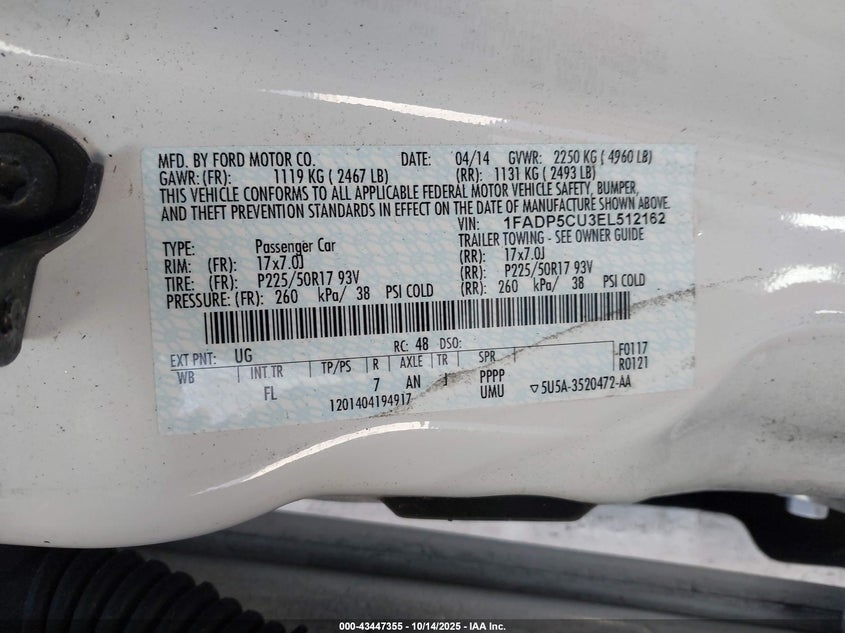 MFD. BY FORD MOTOR CO. DATE: 04/14 GVWR: 2250 KG ( 4960 LB)
GAWR: (FR): 1119 KG ( 2467 LB) (RR): 1131 KG ( 2493 LB)
THIS VEHICLE CONFORMS TO ALL APPLICABLE FEDERAL MOTOR VEHICLE SAFETY, BUMPER,
AND THEFT PREVENTION STANDARDS IN EFFECT ON THE DATE OF MANUFACTURE SHOWN ABOVE.
VIN: 1FADP5CU3EL512162
TYPE: Passenger Car TRAILER TOWING - SEE OWNER GUIDE
RIM: (FR): 17x7.0J (RR): 17x7.0J
TIRE: (FR): P225/50R17 93V (RR): P225/50R17 93V
PRESSURE: (FR): 260 kPa/ 38 PSI COLD (RR): 260 kPa/ 38 PSI COLD
EXT PNT: UG RC: 48 DSO: F0117
WB INT TR TP/PS R AXLE TR SPR R0121
FL 7 AN PPPP
1201404194917 UMU ▽5U5A-3520472-AA
000-43447355 | 10/14/2025 - IAA Inc.